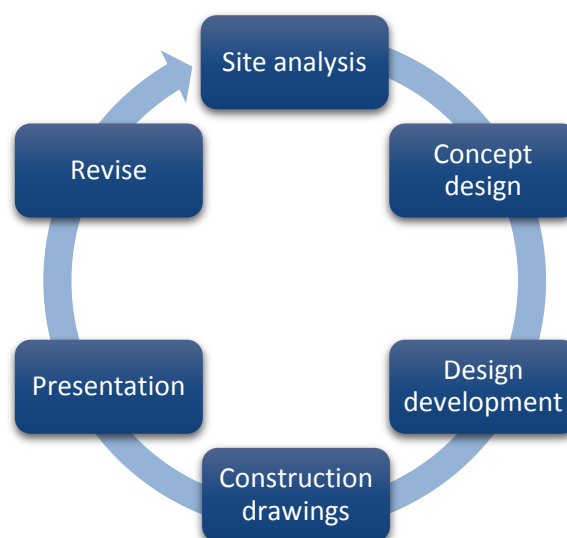 Site analysis
Concept
design
Design
development
Construction
drawings
Presentation
Revise